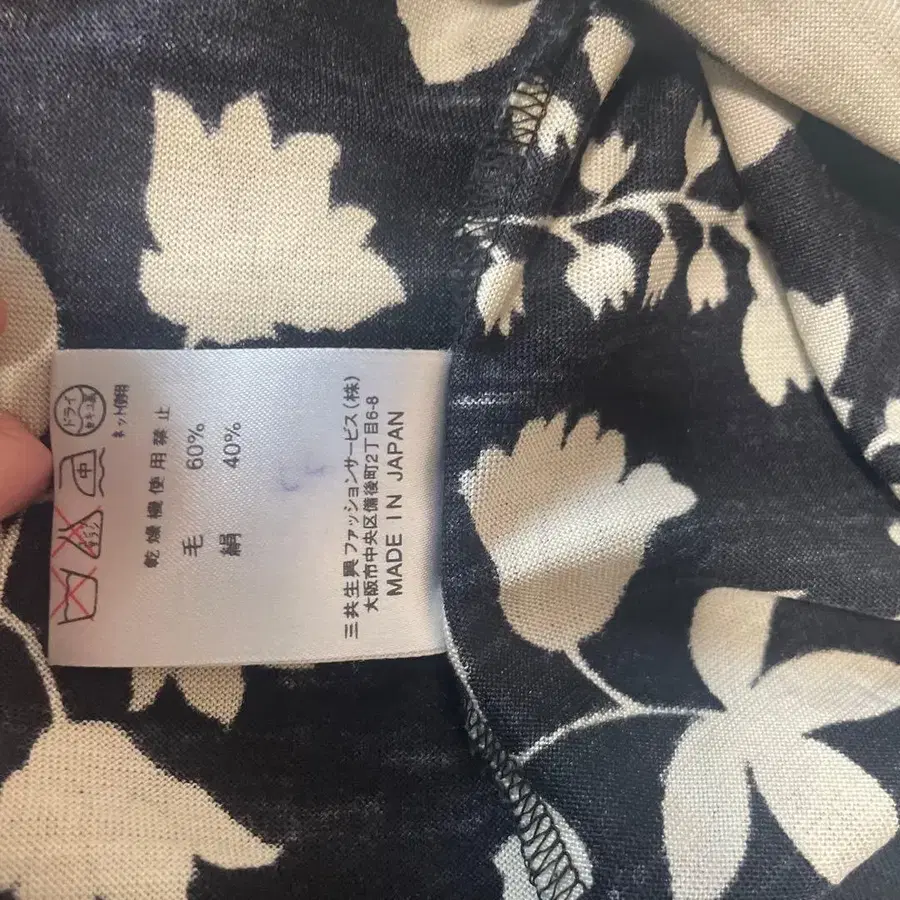 ドライ
ネット使用
中
乾燥機使用禁止
毛 60%
絹 40%
三共生興ファッションサービス(株)
大阪市中央区備後町2丁目6-8
MADE IN JAPAN